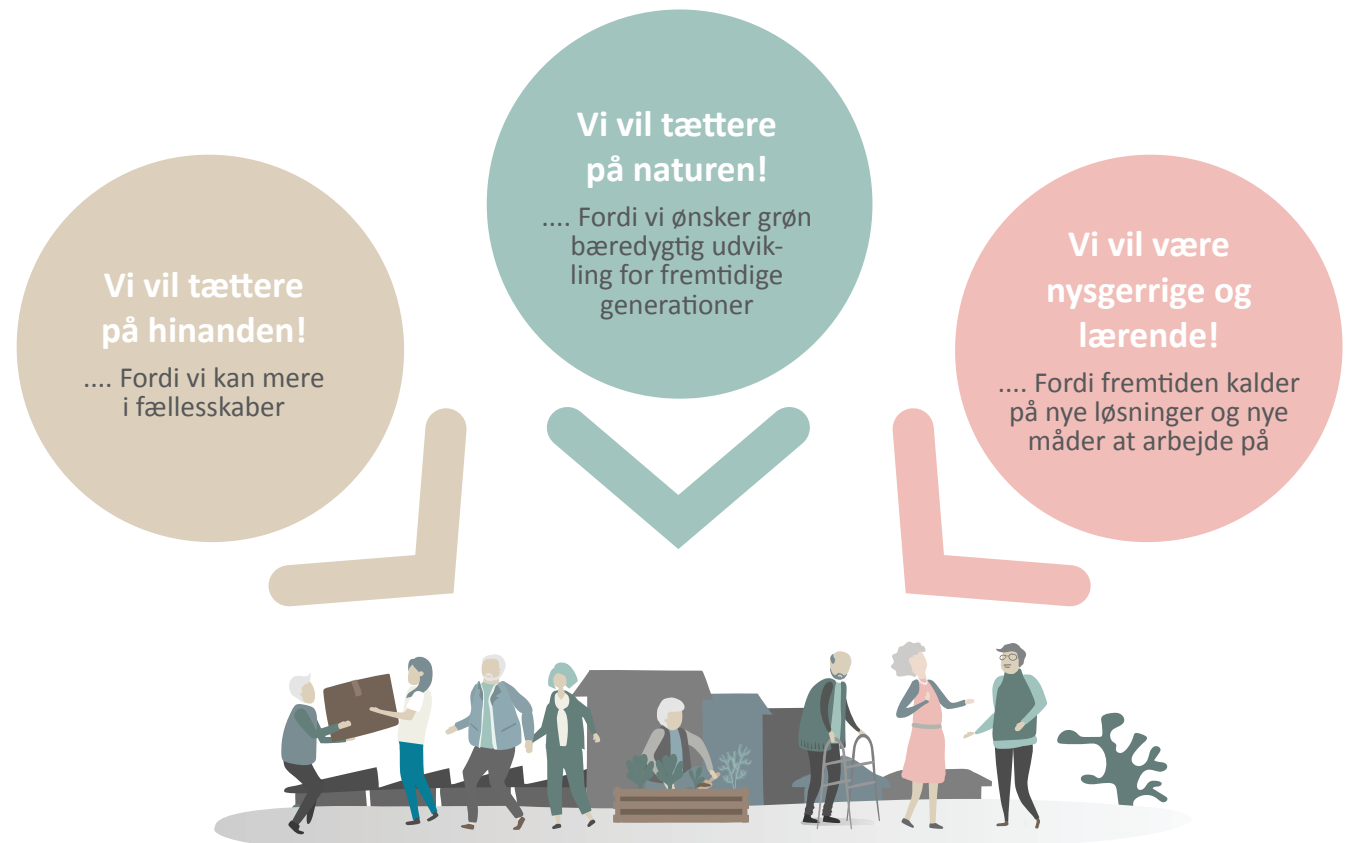 Vi vil tættere
på hinanden!
.... Fordi vi kan mere
i fællesskaber
Vi vil tættere
på naturen!
.... Fordi vi ønsker grøn
bæredygtig udvik-
ling for fremtidige
generationer
Vi vil være
nysgerrige og
lærende!
.... Fordi fremtiden kalder
på nye løsninger og nye
måder at arbejde på